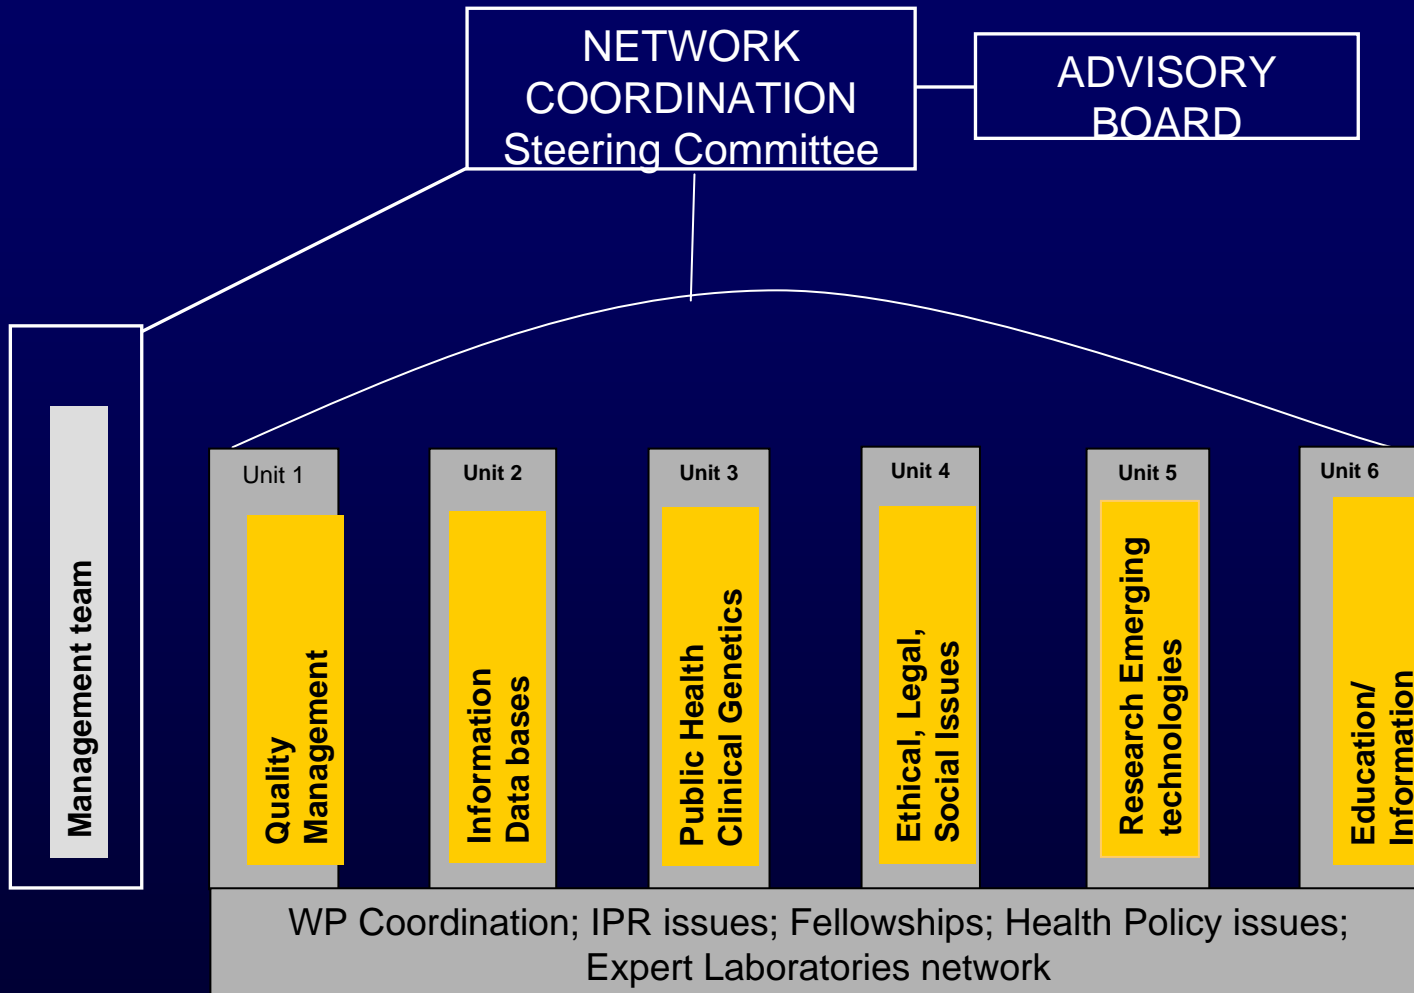 NETWORK
COORDINATION
Steering Committee
ADVISORY
BOARD
Management team
Unit 1
Quality
Management
Unit 2
Information
Data bases
Unit 3
Public Health
Clinical Genetics
Unit 4
Ethical, Legal,
Social Issues
Unit 5
Research Emerging
technologies
Unit 6
Education/
Information
WP Coordination; IPR issues; Fellowships; Health Policy issues;
Expert Laboratories network